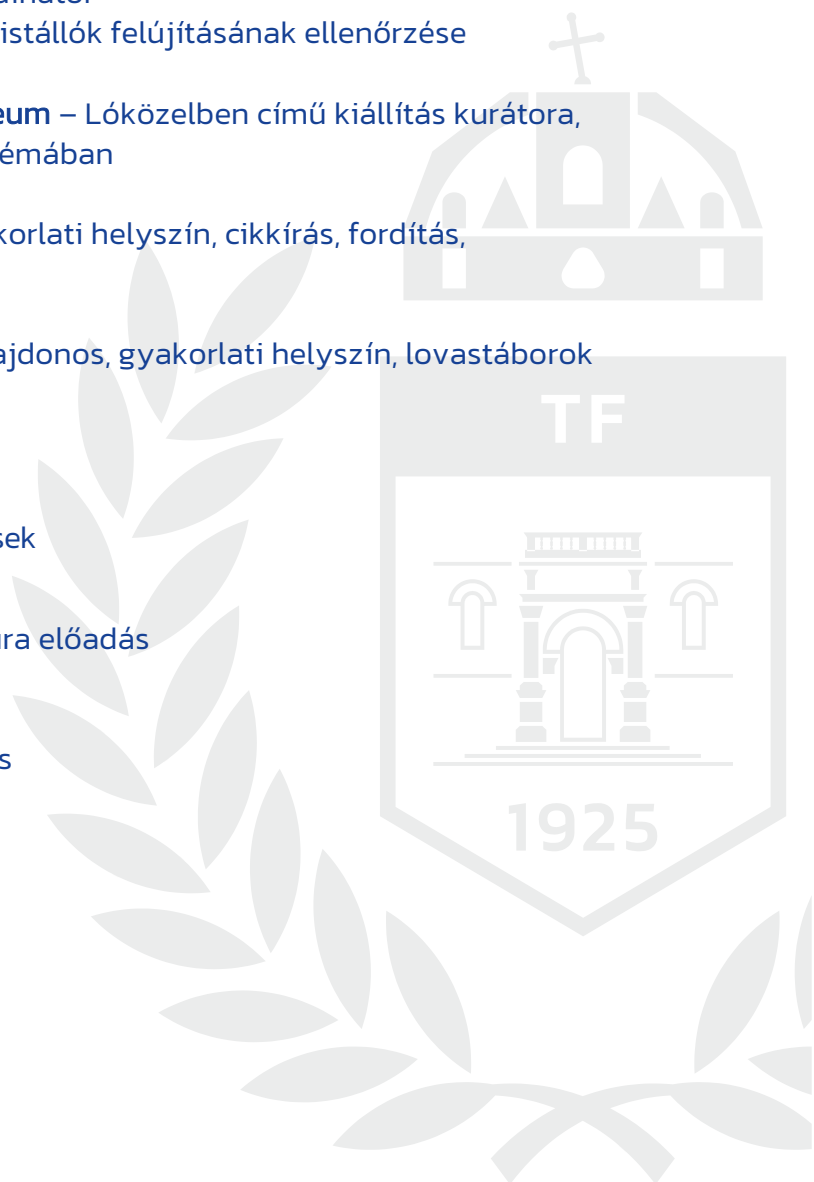 istállók felújításának ellenőrzése
eum – Lóközelben című kiállítás kurátora,
émában
korlati helyszín, cikkírás, fordítás,
ajdonos, gyakorlati helyszín, lovastáborok
TF
sek
ra előadás
s
1925